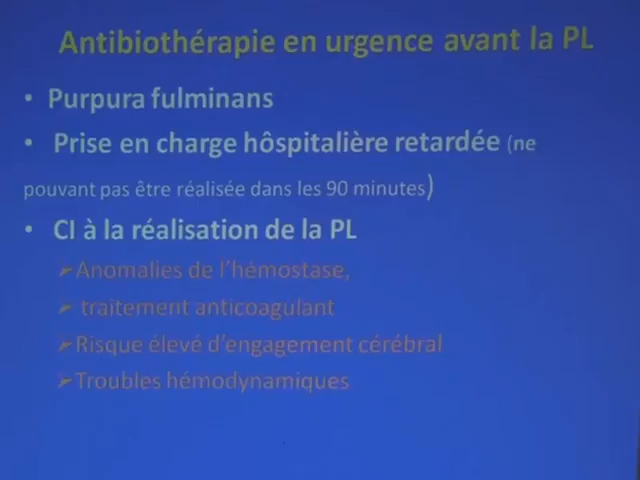 Antibiothérapie en urgence avant la PL
• Purpura fulminans
• Prise en charge hôspitalière retardée (ne
pouvant pas être réalisée dans les 90 minutes)
• CI à la réalisation de la PL
➢Anomalies de l'hémostase,
➢ traitement anticoagulant
➢Risque élevé d'engagement cérébral
➢Troubles hémodynamiques